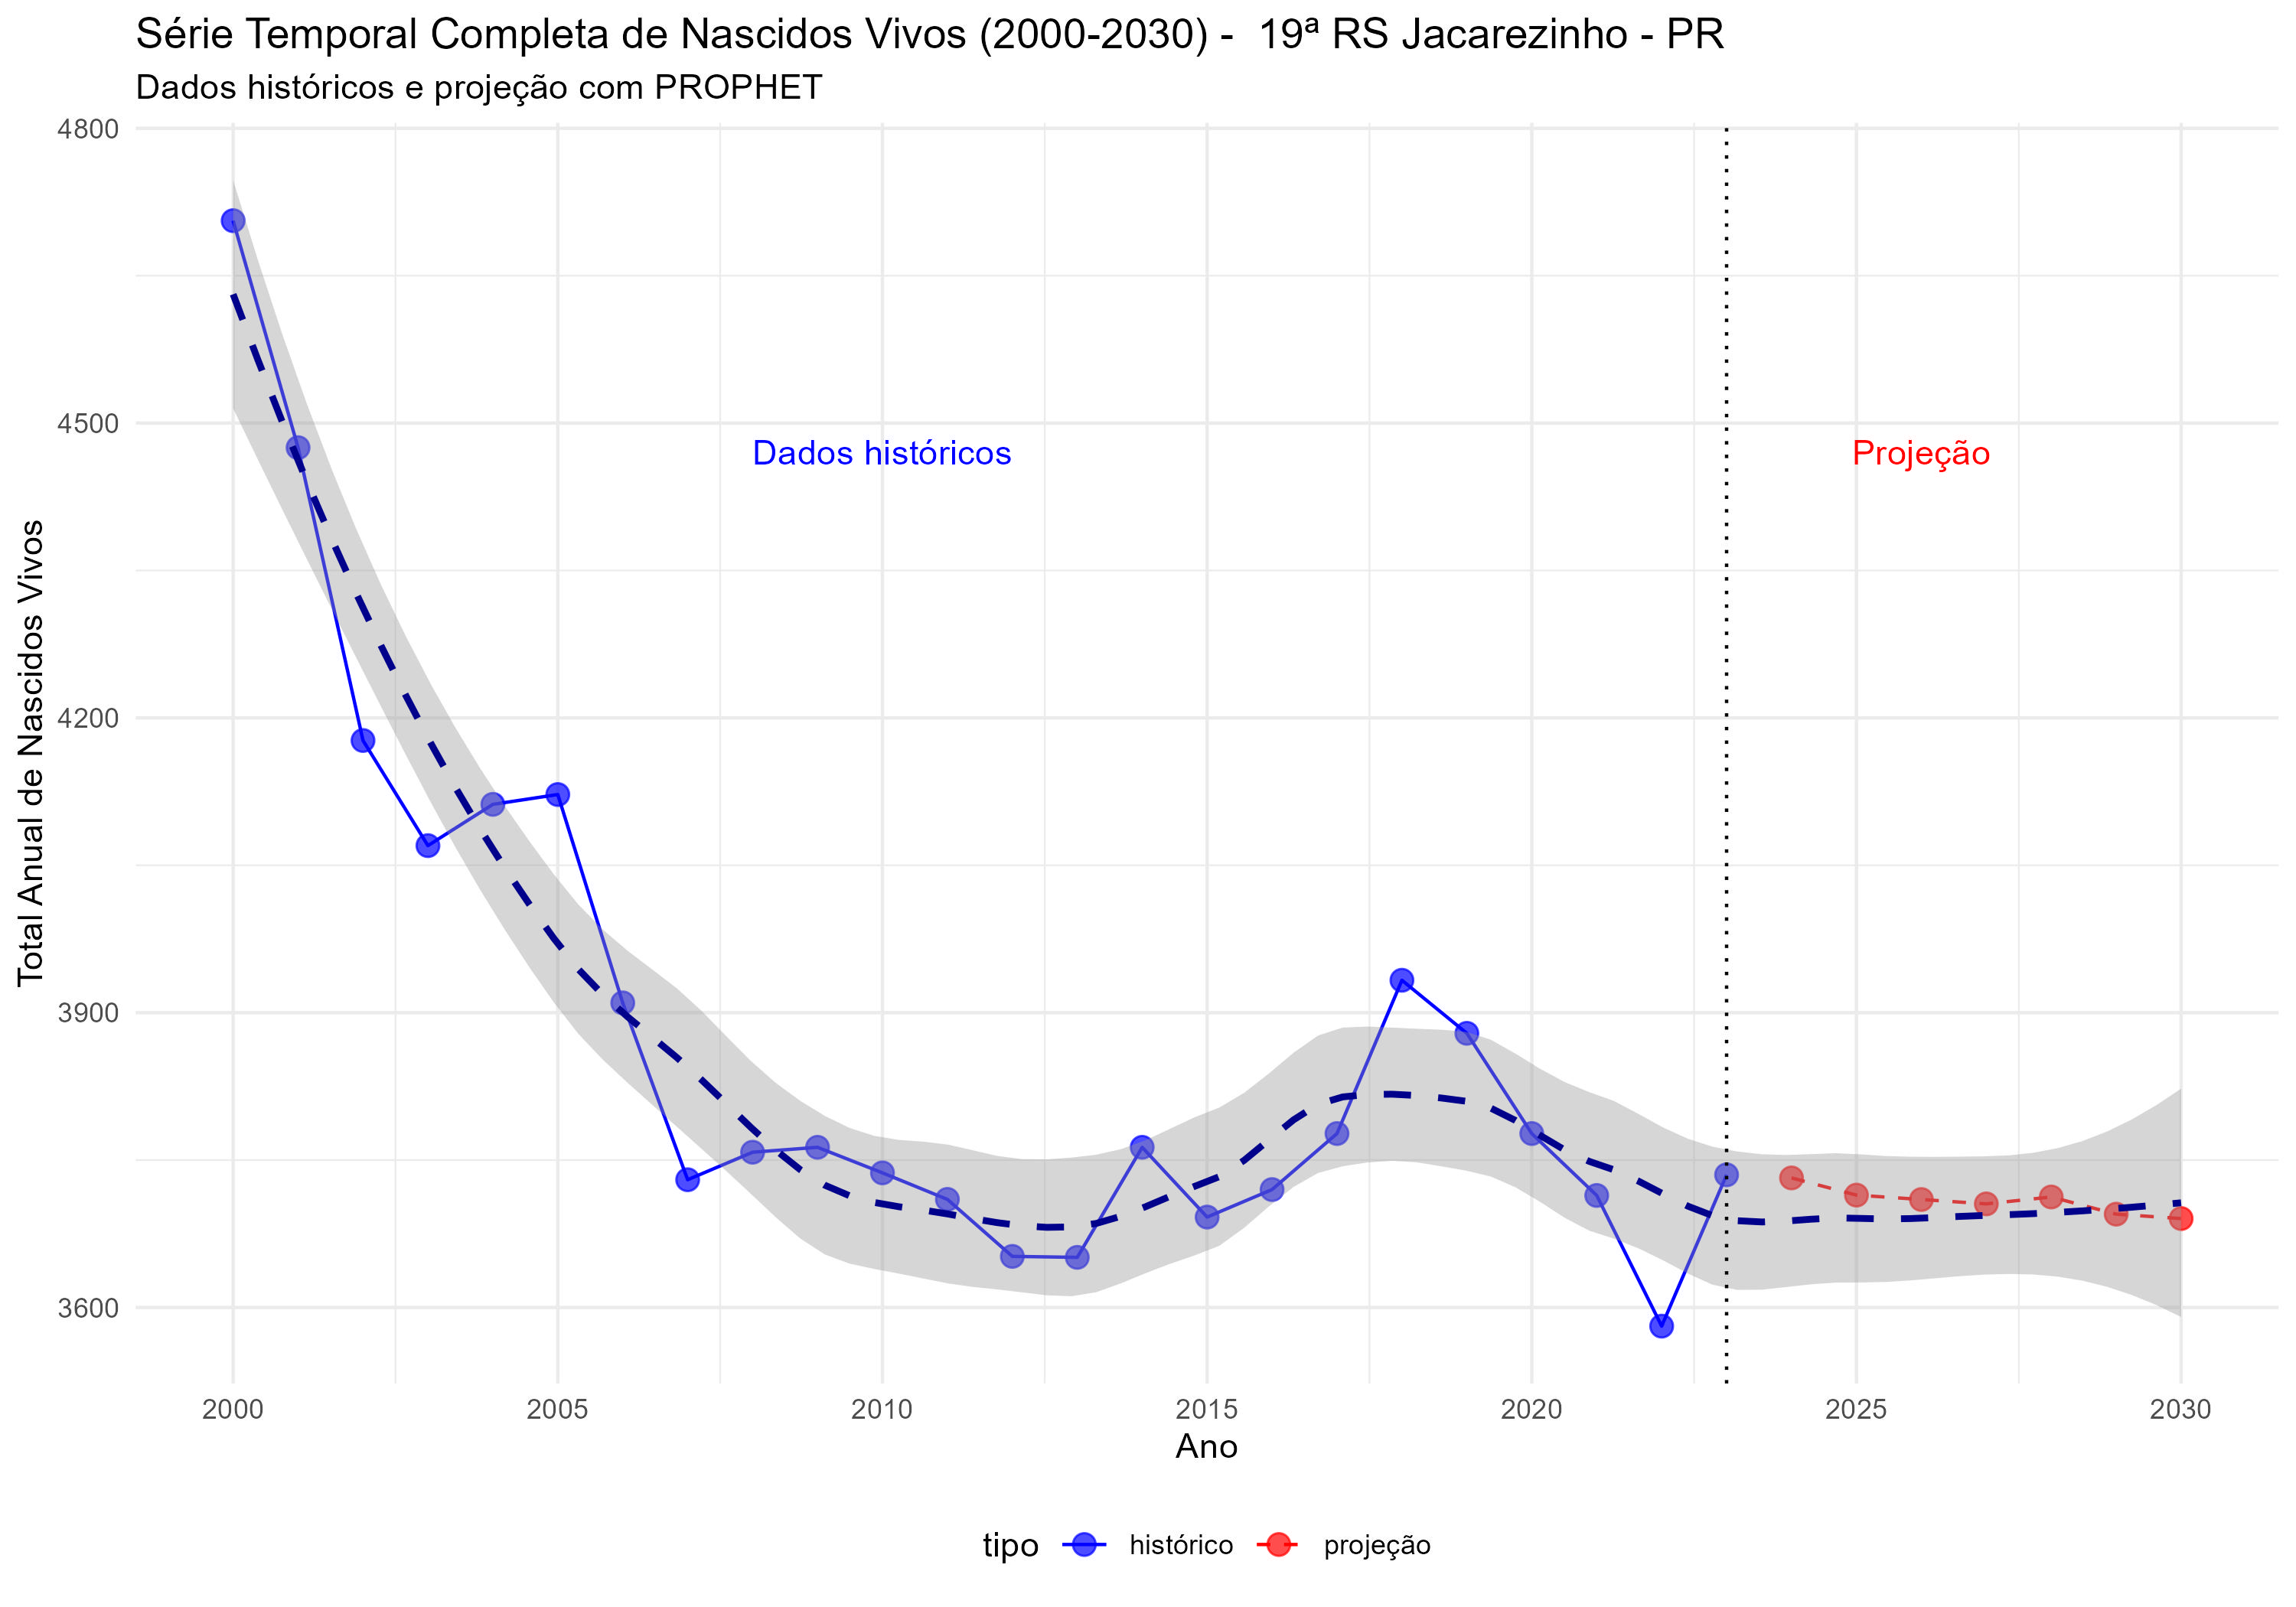 Série Temporal Completa de Nascidos Vivos (2000-2030) -  19ª RS Jacarezinho - PR
Dados históricos e projeção com PROPHET
Total Anual de Nascidos Vivos
4800
4500
4200
3900
3600
Dados históricos
Projeção
2000 2005 2010 2015 2020 2025 2030
Ano
tipo histórico projeção